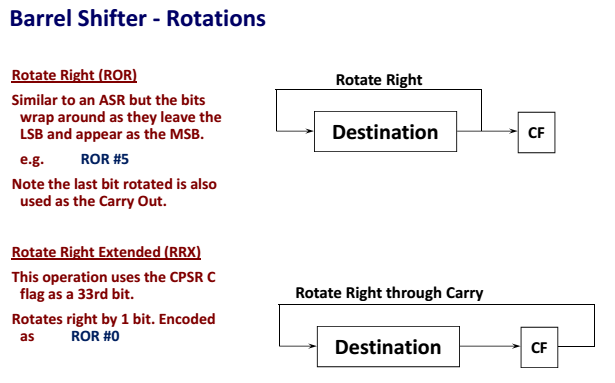 Barrel Shifter - Rotations
Rotate Right (ROR)
Similar to an ASR but the bits
wrap around as they leave the
LSB and appear as the MSB.
e.g. ROR #5
Note the last bit rotated is also
used as the Carry Out.
Rotate Right
Destination
CF
Rotate Right Extended (RRX)
This operation uses the CPSR C
flag as a 33rd bit.
Rotates right by 1 bit. Encoded
as ROR #0
Rotate Right through Carry
Destination
CF